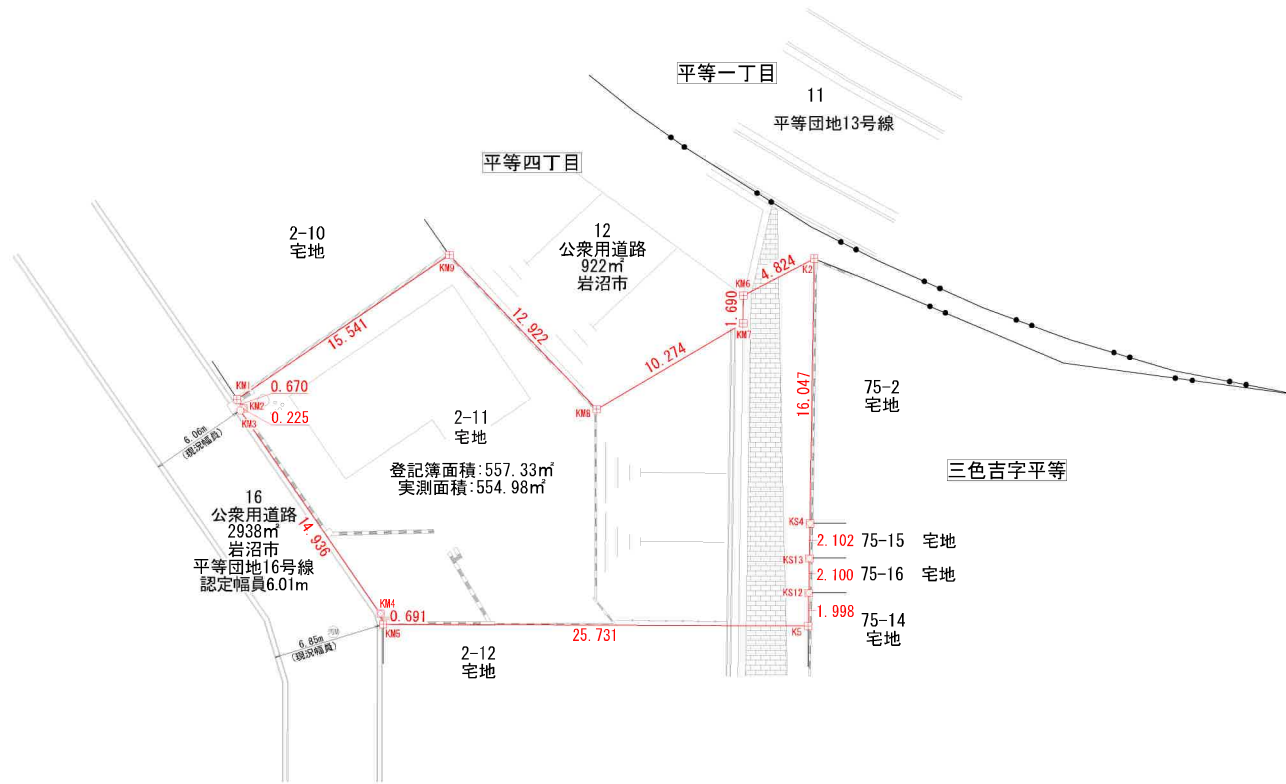 平等一丁目
11
平等団地13号線
平等四丁目
2-10
宅地
12
公衆用道路
922㎡
岩沼市
KM9
KM6
4.824
K2
1.690
KM7
12.922
15.541
10.274
KM1
0.670
KM2
KM3
0.225
KM8
16.047
75-2
宅地
6.06m
(現況幅員)
2-11
宅地
登記簿面積:557.33㎡
実測面積:554.98㎡
三色吉字平等
16
公衆用道路
2938㎡
岩沼市
平等団地16号線
認定幅員6.01m
14.936
KS4
2.102
75-15 宅地
KS13
2.100
75-16 宅地
KS12
1.998
75-14
宅地
KM4
0.691
KM5
25.731
K5
6.85m
(現況幅員)
2-12
宅地